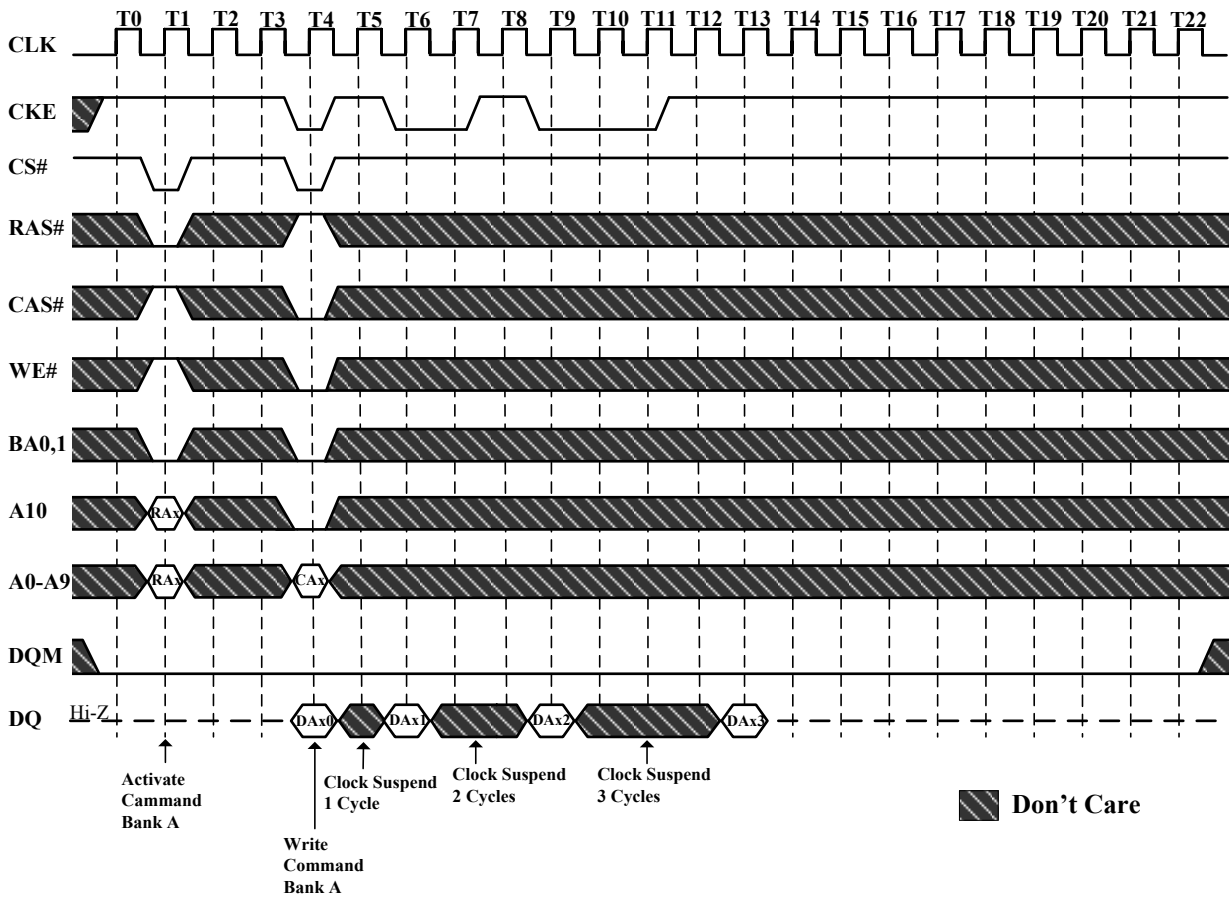 T0 T1 T2 T3 T4 T5 T6 T7 T8 T9 T10 T11 T12 T13 T14 T15 T16 T17 T18 T19 T20 T21 T22
CLK
CKE
CS#
RAS#
CAS#
WE#
BA0,1
A10 RAx
A0-A9 RAx CAx
DQM
DQ Hi-Z DAx0 DAx1 DAx2 DAx3
Activate
Cammand
Bank A
Write
Command
Bank A
Clock Suspend
1 Cycle
Clock Suspend
2 Cycles
Clock Suspend
3 Cycles
Don't Care